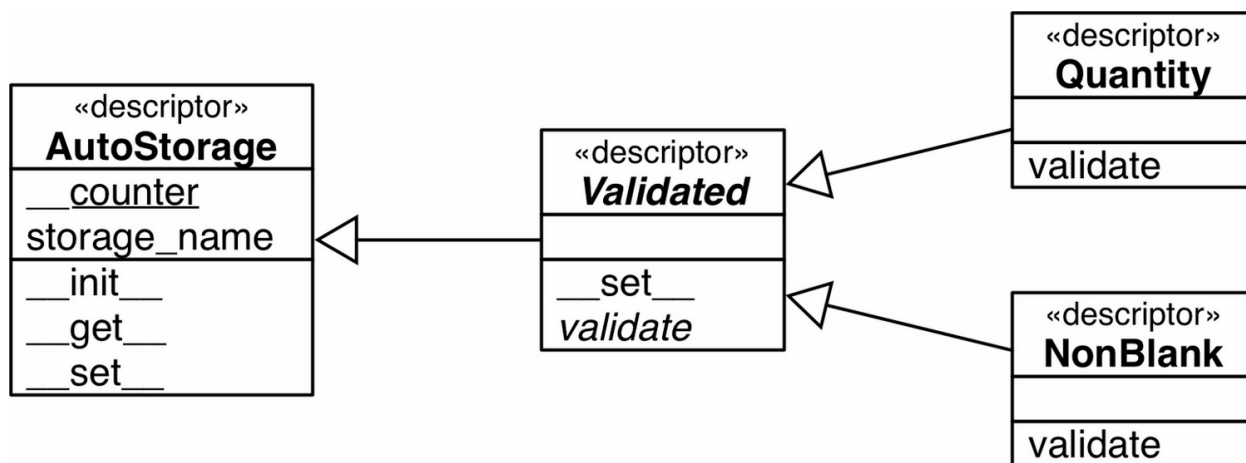 «descriptor»
AutoStorage
__counter
storage_name
__init__
__get__
__set__
«descriptor»
Validated
__set__
validate
«descriptor»
Quantity
validate
«descriptor»
NonBlank
validate